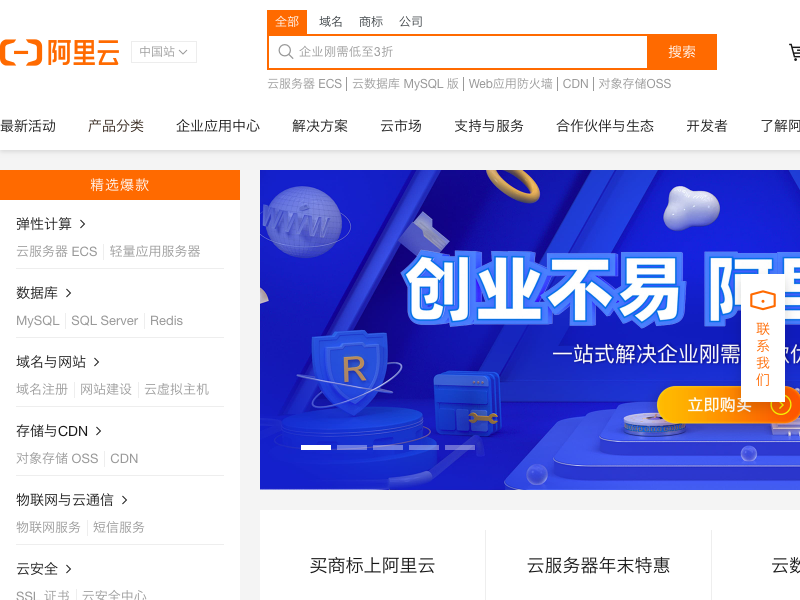 全部 域名 商标 公司
阿里云 中国站 企业刚需低至3折 搜索
云服务器 ECS | 云数据库 MySQL 版 | Web应用防火墙 | CDN | 对象存储OSS
最新活动 产品分类 企业应用中心 解决方案 云市场 支持与服务 合作伙伴与生态 开发者 了解阿
精选爆款
弹性计算
云服务器 ECS | 轻量应用服务器
数据库
MySQL | SQL Server | Redis
域名与网站
域名注册 | 网站建设 | 云虚拟主机
存储与CDN
对象存储 OSS | CDN
物联网与云通信
物联网服务 | 短信服务
云安全
SSL 证书 | 云安全中心
www
R
创业不易 阿里
一站式解决企业刚需
立即购买
联系我们
买商标上阿里云 云服务器年末特惠 云数